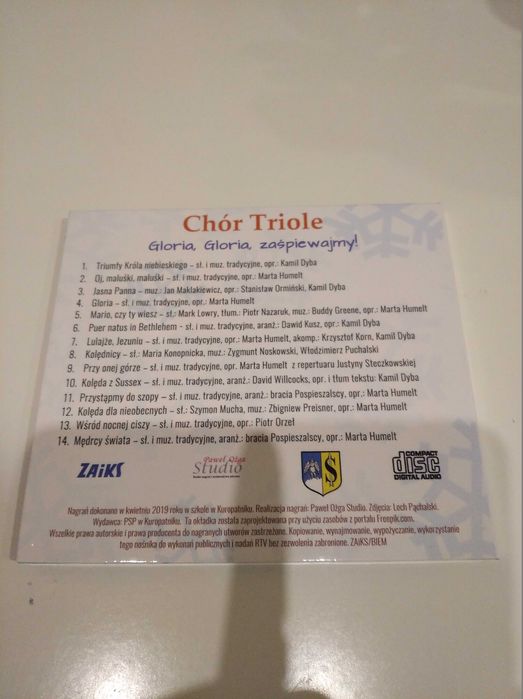 Chór Triole
Gloria, Gloria, zaśpiewajmy!
1. Triumfy Króla niebieskiego – sł. i muz. tradycyjne, opr.: Kamil Dyba
2. Oj, maluśki, maluśki – sł. i muz. tradycyjne, opr.: Marta Humelt
3. Jasna Panna – muz.: Jan Maklakiewicz, opr.: Stanisław Ormiński, Kamil Dyba
4. Gloria – sł. i muz. tradycyjne, opr.: Marta Humelt
5. Mario, czy ty wiesz – sł.: Mark Lowry, tłum.: Piotr Nazaruk, muz.: Buddy Greene, opr.: Marta Humelt
6. Puer natus in Bethlehem - sł. i muz. tradycyjne, aranż.: Dawid Kusz, opr.: Kamil Dyba
7. Lulajże, Jezuniu – sł. i muz. tradycyjne, opr.: Marta Humelt, akomp.: Krzysztof Korn, Kamil Dyba
8. Kolędnicy – sł.: Maria Konopnicka, muz.: Zygmunt Noskowski, Włodzimierz Puchalski
9. Przy onej górze – sł. i muz. tradycyjne, opr.: Marta Humelt z repertuaru Justyny Steczkowskiej
10. Kolęda z Sussex – sł. i muz. tradycyjne, aranż.: David Willcocks, opr. i tłum tekstu: Kamil Dyba
11. Przystąpmy do szopy – sł. i muz. tradycyjne, aranż.: bracia Pospieszalscy, opr.: Marta Humelt
12. Kolęda dla nieobecnych – sł.: Szymon Mucha, muz.: Zbigniew Preisner, opr.: Marta Humelt
13. Wśród nocnej ciszy – sł. i muz. tradycyjne, opr.: Piotr Orzeł
14. Mędrcy świata – sł. i muz. tradycyjne, aranż.: bracia Pospieszalscy, opr.: Marta Humelt
ZAiKS
Paweł Ożga
Studio
COMPACT
disc
DIGITAL AUDIO
Nagrań dokonano w kwietniu 2019 roku w szkole w Kuropatniku. Realizacja nagrań: Paweł Ożga Studio. Zdjęcia: Lech Pąchalski.
Wydawca: PSP w Kuropatniku. Ta okładka została zaprojektowana przy użyciu zasobów z portalu Freepik.com.
Wszelkie prawa autorskie i prawa producenta do nagranych utworów zastrzeżone. Kopiowanie, wynajmowanie, wypożyczanie, wykorzystanie
tego nośnika do wykonań publicznych i nadań RTV bez zezwolenia zabronione. ZAiKS/BIEM